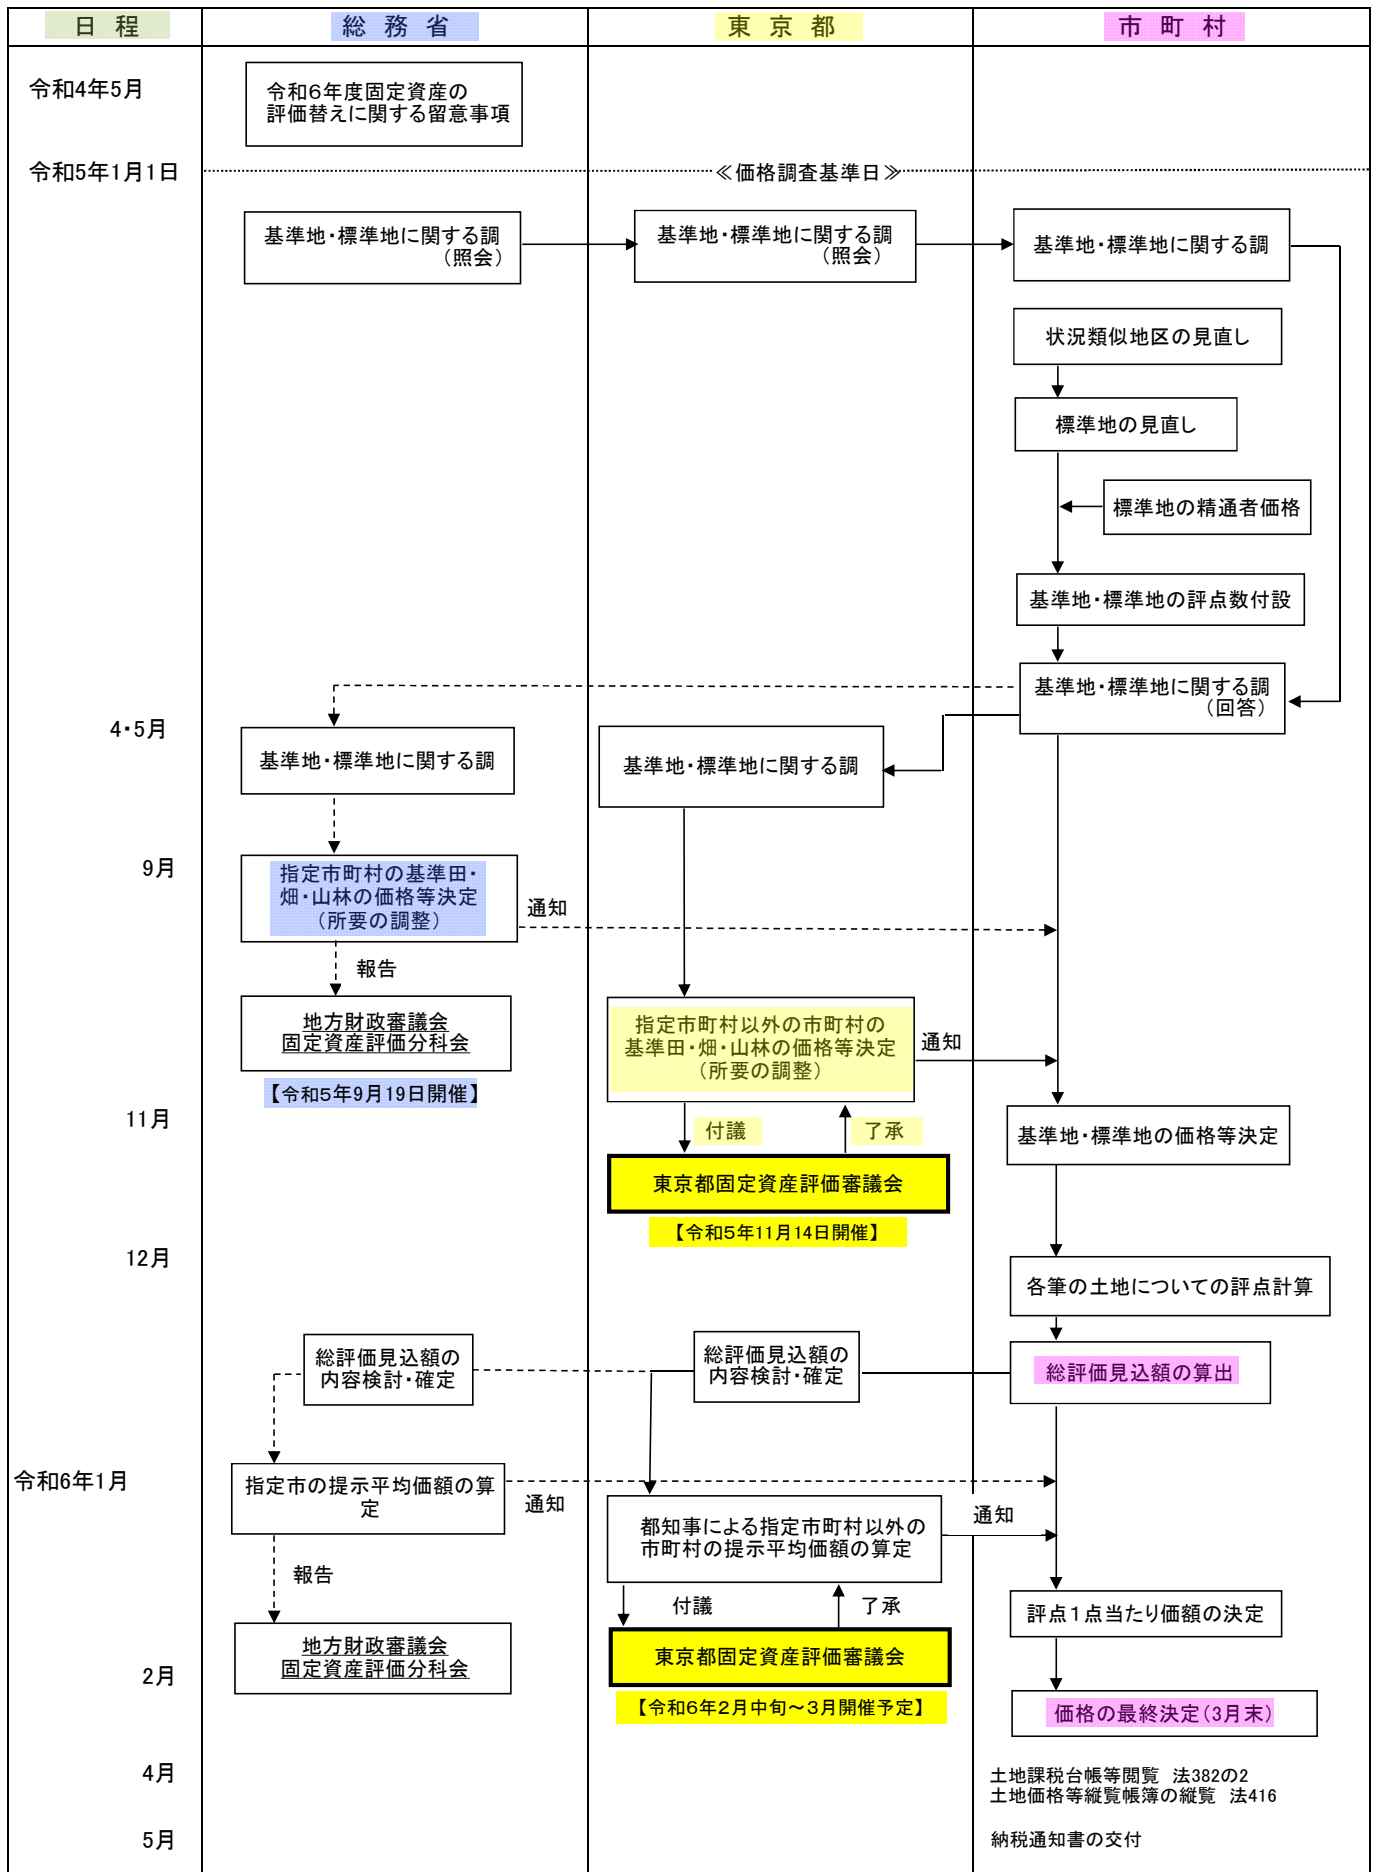 日 程
総 務 省
東 京 都
市 町 村
令和4年5月
令和6年度固定資産の
評価替えに関する留意事項
令和5年1月1日
≪価格調査基準日≫
基準地・標準地に関する調
（照会）
基準地・標準地に関する調
（照会）
基準地・標準地に関する調
状況類似地区の見直し
標準地の見直し
標準地の精通者価格
基準地・標準地の評点数付設
基準地・標準地に関する調
（回答）
4・5月
基準地・標準地に関する調
基準地・標準地に関する調
9月
指定市町村の基準田・
畑・山林の価格等決定
（所要の調整）
通知
報告
地方財政審議会
固定資産評価分科会
【令和5年9月19日開催】
指定市町村以外の市町村の
基準田・畑・山林の価格等決定
（所要の調整）
通知
11月
付議
了承
基準地・標準地の価格等決定
東京都固定資産評価審議会
【令和5年11月14日開催】
12月
各筆の土地についての評点計算
総評価見込額の
内容検討・確定
総評価見込額の
内容検討・確定
総評価見込額の算出
令和6年1月
指定市の提示平均価額の算
定
通知
都知事による指定市町村以外の
市町村の提示平均価額の算定
通知
報告
付議
了承
評点１点当たり価額の決定
地方財政審議会
固定資産評価分科会
東京都固定資産評価審議会
2月
【令和6年２月中旬～３月開催予定】
価格の最終決定（3月末）
4月
土地課税台帳等閲覧 法382の2
土地価格等縦覧帳簿の縦覧 法416
5月
納税通知書の交付